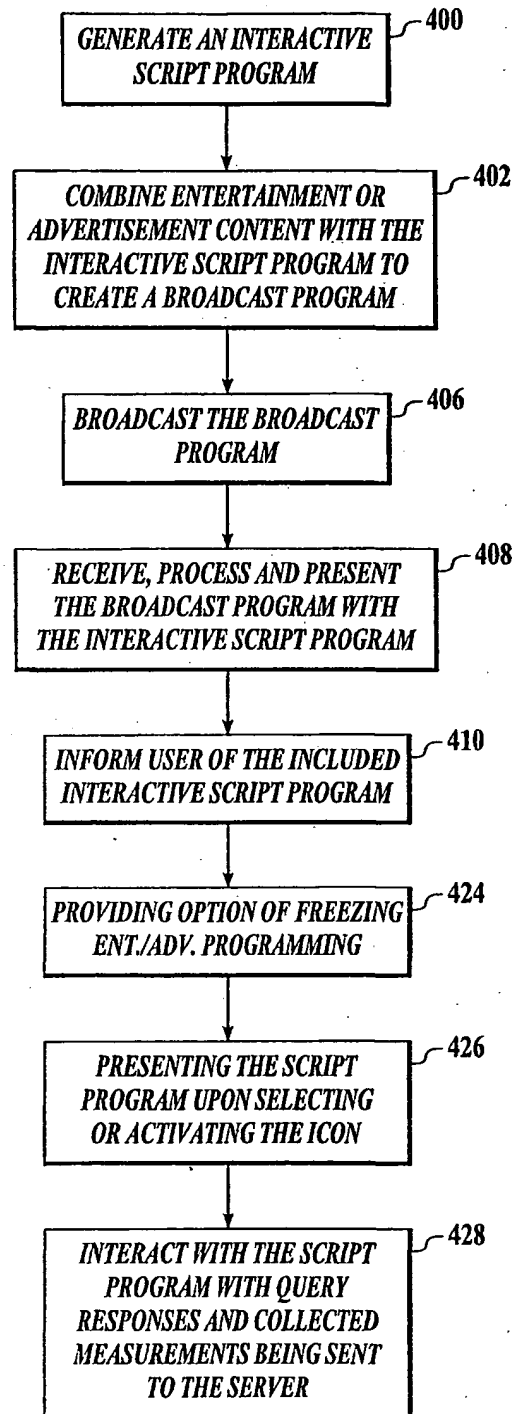 GENERATE AN INTERACTIVE
SCRIPT PROGRAM
400
COMBINE ENTERTAINMENT OR
ADVERTISEMENT CONTENT WITH THE
INTERACTIVE SCRIPT PROGRAM TO
CREATE A BROADCAST PROGRAM
402
BROADCAST THE BROADCAST
PROGRAM
406
RECEIVE, PROCESS AND PRESENT
THE BROADCAST PROGRAM WITH
THE INTERACTIVE SCRIPT PROGRAM
408
INFORM USER OF THE INCLUDED
INTERACTIVE SCRIPT PROGRAM
410
PROVIDING OPTION OF FREEZING
ENT./ADV. PROGRAMMING
424
PRESENTING THE SCRIPT
PROGRAM UPON SELECTING
OR ACTIVATING THE ICON
426
INTERACT WITH THE SCRIPT
PROGRAM WITH QUERY
RESPONSES AND COLLECTED
MEASUREMENTS BEING SENT
TO THE SERVER
428